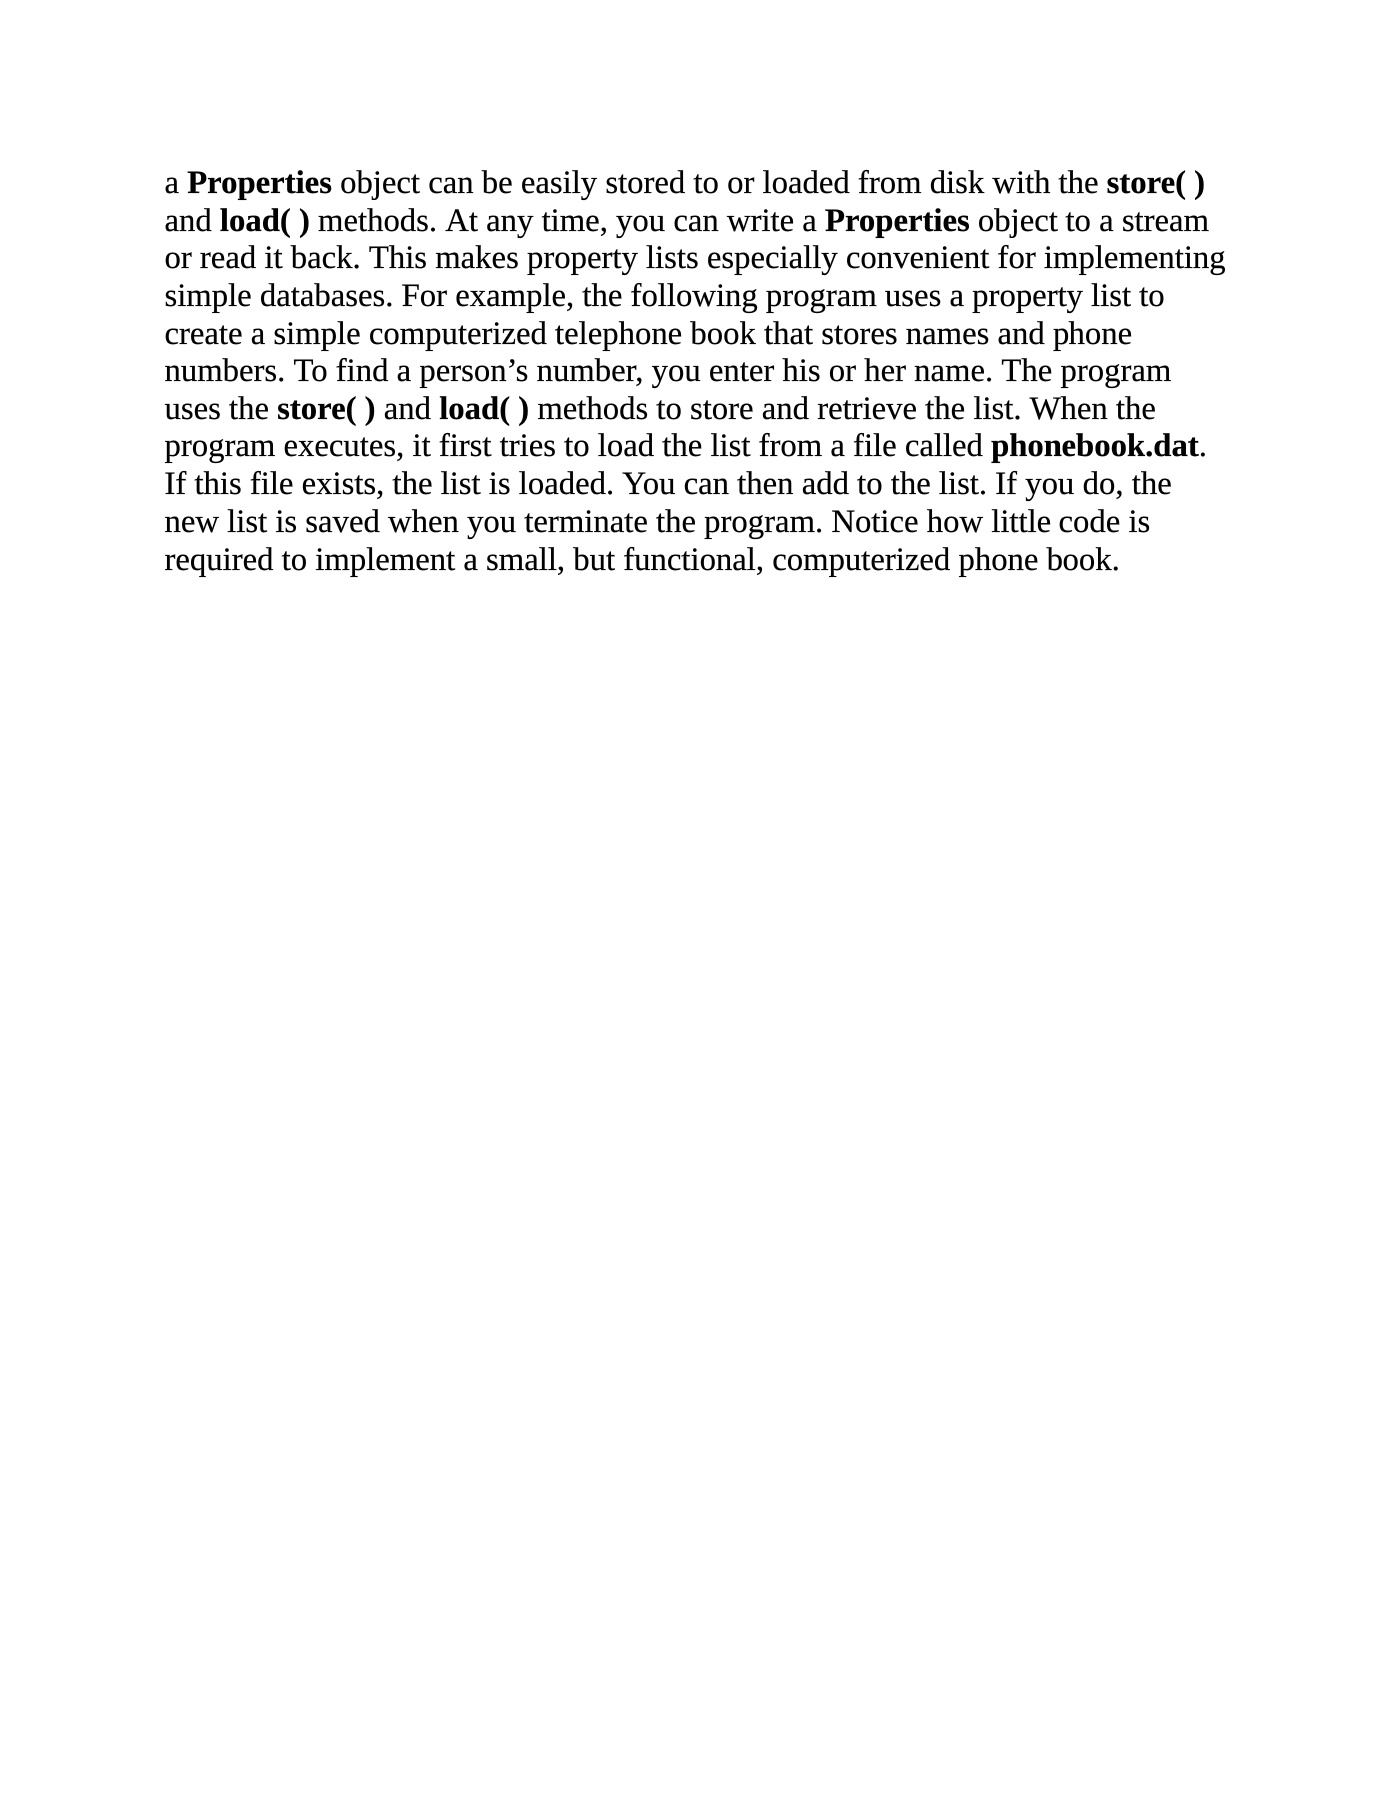 a Properties object can be easily stored to or loaded from disk with the store( )
and load( ) methods. At any time, you can write a Properties object to a stream
or read it back. This makes property lists especially convenient for implementing
simple databases. For example, the following program uses a property list to
create a simple computerized telephone book that stores names and phone
numbers. To find a person’s number, you enter his or her name. The program
uses the store( ) and load( ) methods to store and retrieve the list. When the
program executes, it first tries to load the list from a file called phonebook.dat.
If this file exists, the list is loaded. You can then add to the list. If you do, the
new list is saved when you terminate the program. Notice how little code is
required to implement a small, but functional, computerized phone book.